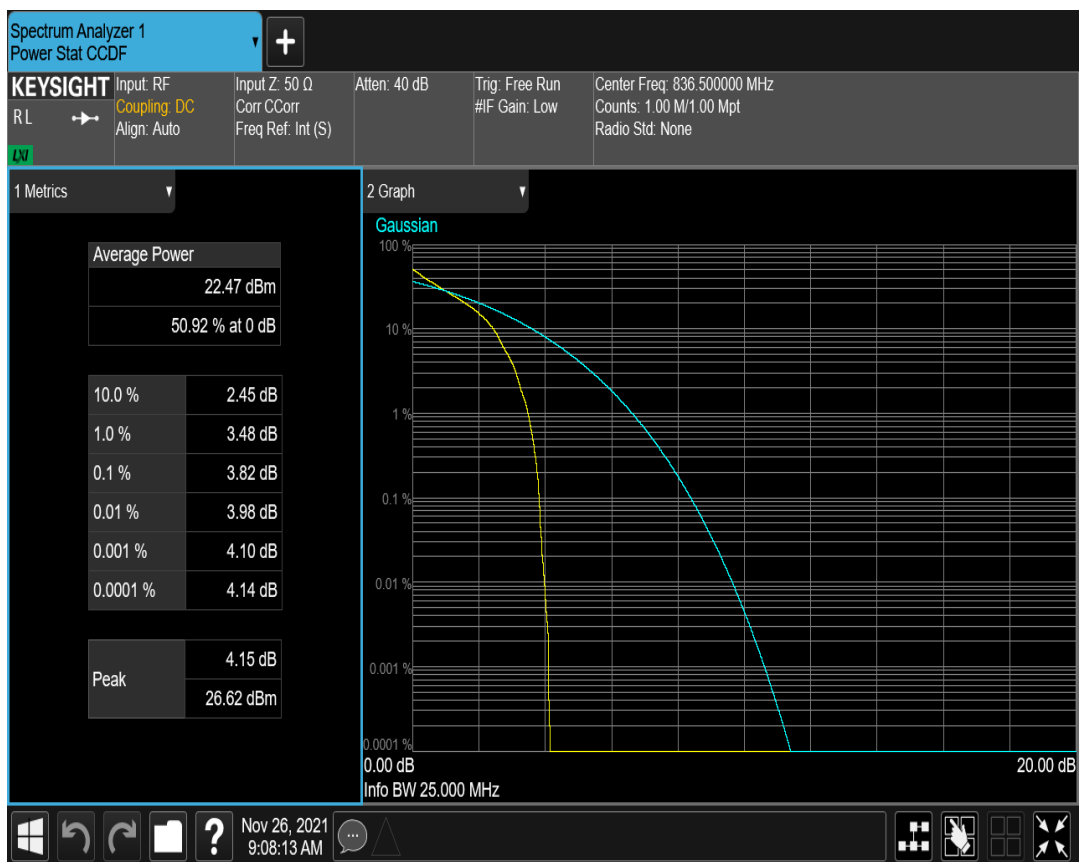 Spectrum Analyzer 1
Power Stat CCDF
KEYSIGHT
RL
LXI
Input: RF
Coupling: DC
Align: Auto
Input Z: 50 Ω
Corr CCorr
Freq Ref: Int (S)
Atten: 40 dB
Trig: Free Run
#IF Gain: Low
Center Freq: 836.500000 MHz
Counts: 1.00 M/1.00 Mpt
Radio Std: None
1 Metrics
Average Power
22.47 dBm
50.92 % at 0 dB
10.0 % 2.45 dB
1.0 % 3.48 dB
0.1 % 3.82 dB
0.01 % 3.98 dB
0.001 % 4.10 dB
0.0001 % 4.14 dB
Peak
4.15 dB
26.62 dBm
2 Graph
Gaussian
100 %
10 %
1 %
0.1 %
0.01 %
0.001 %
0.0001 %
0.00 dB 20.00 dB
Info BW 25.000 MHz
?
Nov 26, 2021
9:08:13 AM